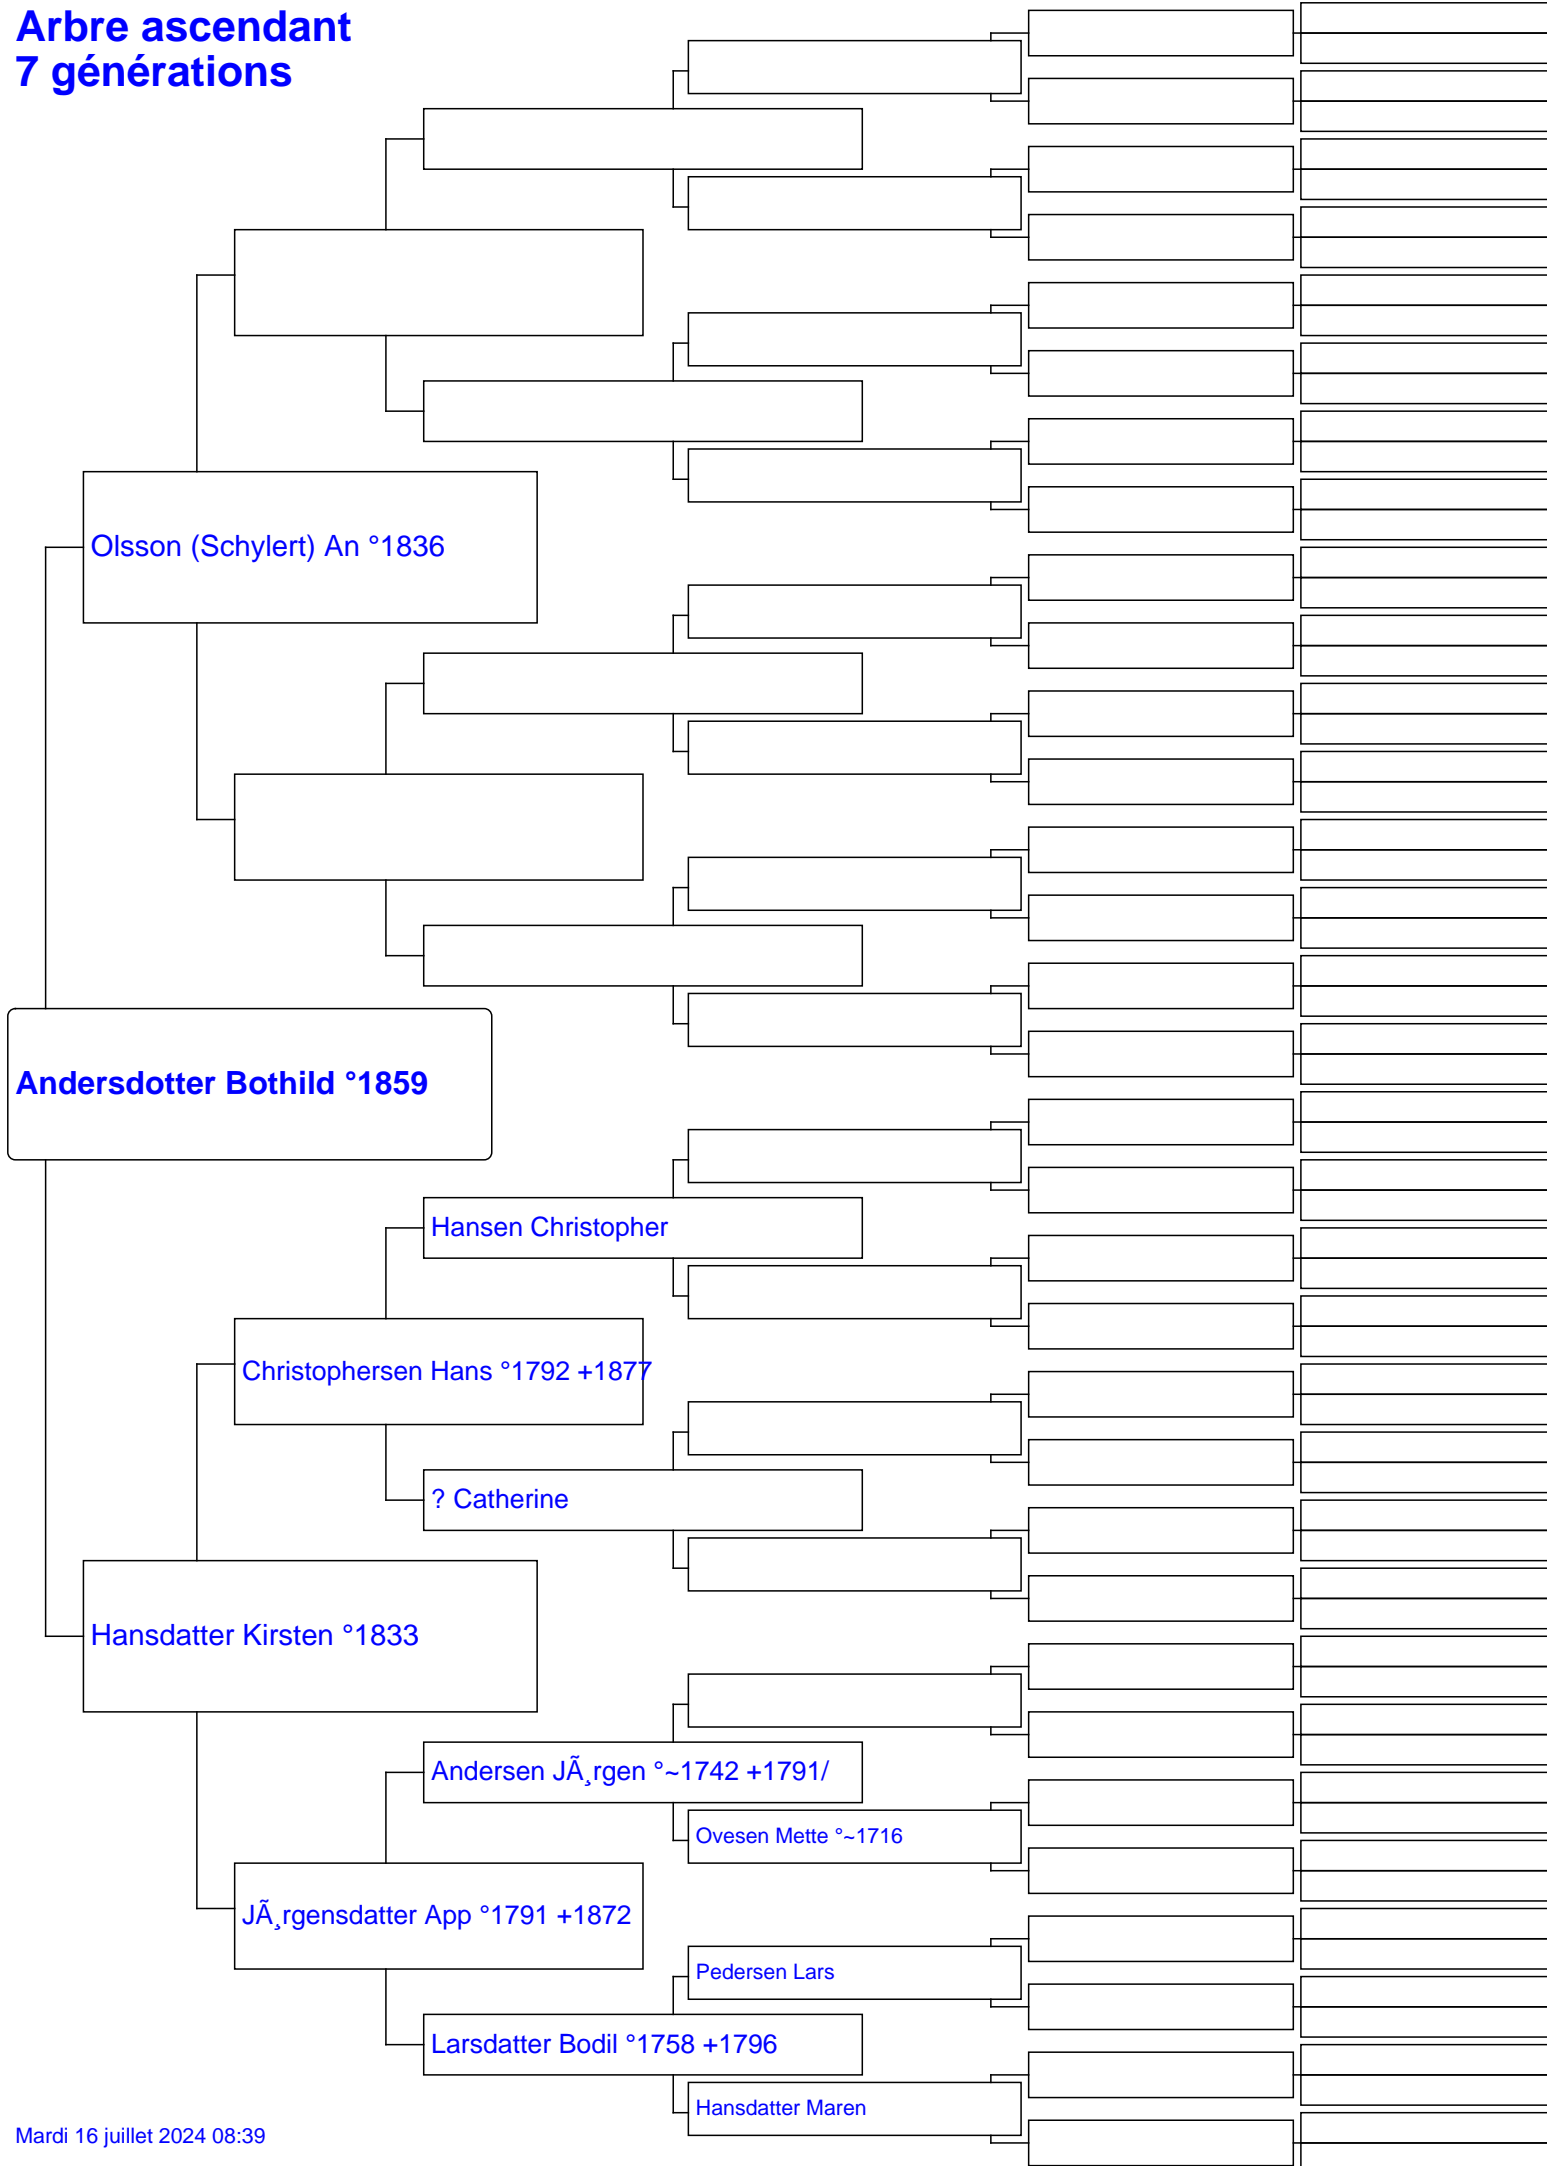 Arbre ascendant
7 générations
Olsson (Schylert) An °1836
Andersdotter Bothild °1859
Hansen Christopher
Christophersen Hans °1792 +1877
? Catherine
Hansdatter Kirsten °1833
Andersen JÃ¸rgen °~1742 +1791/
Ovesen Mette °~1716
JÃ¸rgensdatter App °1791 +1872
Pedersen Lars
Larsdatter Bodil °1758 +1796
Hansdatter Maren
Mardi 16 juillet 2024 08:39